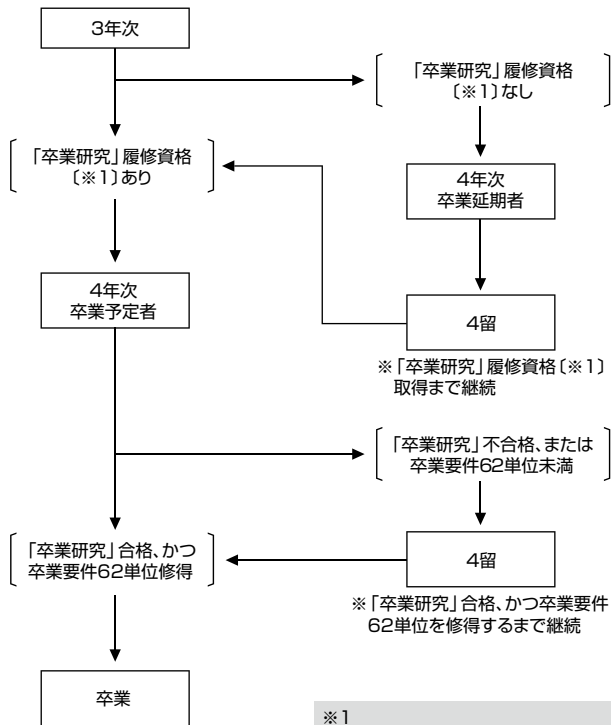 3年次
「卒業研究」履修資格
〔※1〕なし
「卒業研究」履修資格
〔※1〕あり
4年次
卒業延期者
4年次
卒業予定者
4留
※「卒業研究」履修資格〔※1〕
取得まで継続
「卒業研究」不合格、または
卒業要件62単位未満
「卒業研究」合格、かつ
卒業要件62単位修得
4留
※「卒業研究」合格、かつ卒業要件
62単位を修得するまで継続
卒業
※1